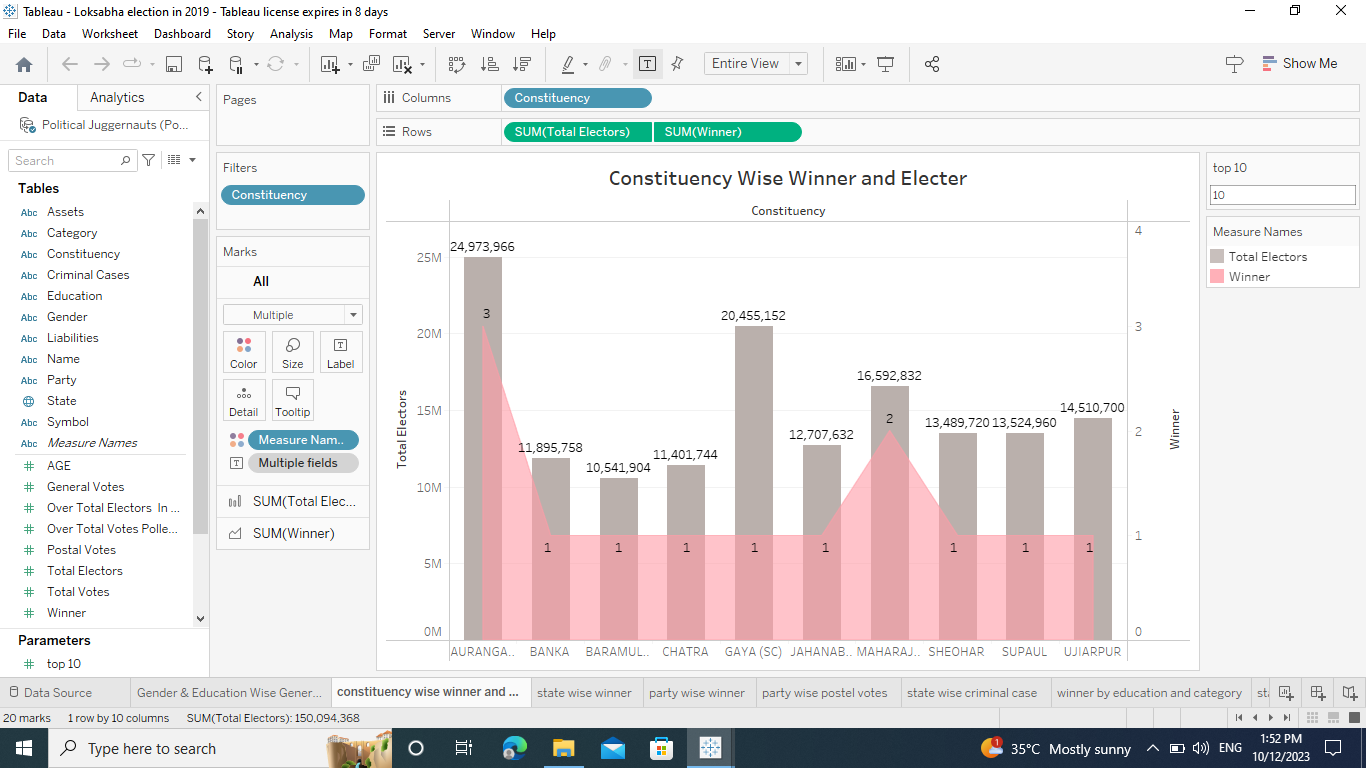 Tableau - Loksabha election in 2019 - Tableau license expires in 8 days
File Data Worksheet Dashboard Story Analysis Map Format Server Window Help
Entire View
Show Me
Data Analytics
Political Juggernauts (Po...
Search
Tables
Abc Assets
Abc Category
Abc Constituency
Abc Criminal Cases
Abc Education
Abc Gender
Abc Liabilities
Abc Name
Abc Party
State
Abc Symbol
Abc Measure Names
# AGE
# General Votes
# Over Total Electors In ...
# Over Total Votes Polle...
# Postal Votes
# Total Electors
# Total Votes
# Winner
Parameters
# top 10
Pages
Filters
Constituency
Marks
All
Multiple
Color Size Label
Detail Tooltip
Measure Nam..
Multiple fields
SUM(Total Elec...
SUM(Winner)
Columns Constituency
Rows SUM(Total Electors) SUM(Winner)
Constituency Wise Winner and Electer
Constituency
Total Electors
25M
20M
15M
10M
5M
0M
24,973,966
11,895,758
10,541,904
11,401,744
20,455,152
12,707,632
16,592,832
13,489,720
13,524,960
14,510,700
3 1 1 1 1 1 2 1 1 1
4
3
2
1
0
Winner
AURANGA.. BANKA BARAMUL.. CHATRA GAYA (SC) JAHANAB.. MAHARAJ.. SHEOHAR SUPAUL UJIARPUR
top 10
10
Measure Names
Total Electors
Winner
Data Source Gender & Education Wise Gener... constituency wise winner and ... state wise winner party wise winner party wise postel votes state wise criminal case winner by education and category sta
20 marks 1 row by 10 columns SUM(Total Electors): 150,094,368
Type here to search
1
35°C Mostly sunny
ENG
1:52 PM
10/12/2023